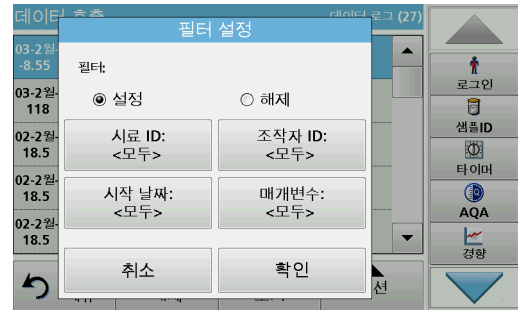 데이터 호출
데이터 로그 (27)
필터 설정
03-2월-
-8.55
03-2월-
118
02-2월-
18.5
02-2월-
18.5
02-2월-
18.5
필터:
설정
해제
시료 ID:
<모두>
조작자 ID:
<모두>
시작 날짜:
<모두>
매개변수:
<모두>
취소
확인
션
로그인
샘플ID
타이머
AQA
경향